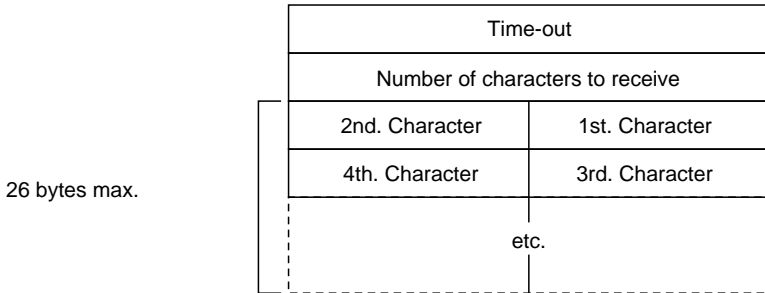 Time-out
Number of characters to receive
2nd. Character 1st. Character
4th. Character 3rd. Character
26 bytes max.
etc.